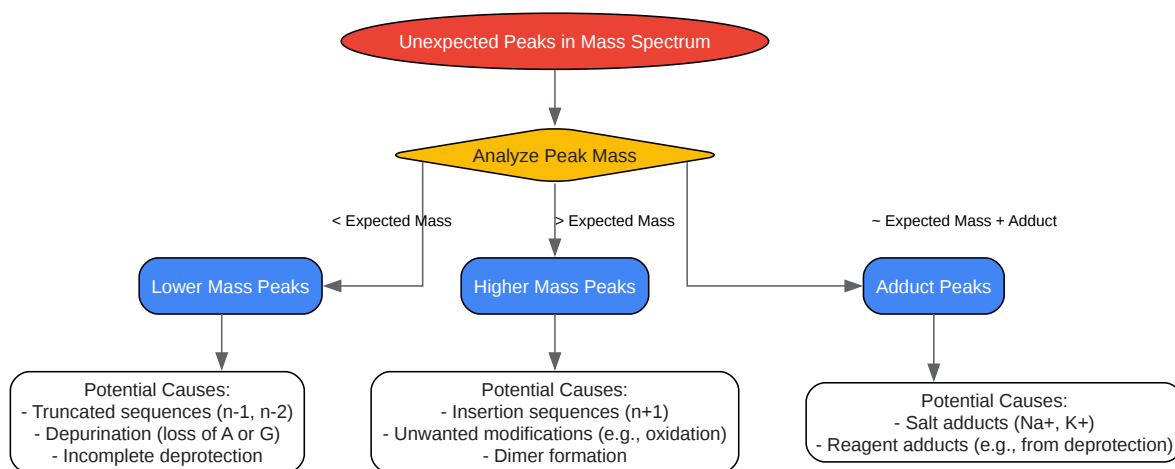 Unexpected Peaks in Mass Spectrum
Analyze Peak Mass
< Expected Mass
> Expected Mass
~ Expected Mass + Adduct
Lower Mass Peaks
Higher Mass Peaks
Adduct Peaks
Potential Causes:
- Truncated sequences (n-1, n-2)
- Depurination (loss of A or G)
- Incomplete deprotection
Potential Causes:
- Insertion sequences (n+1)
- Unwanted modifications (e.g., oxidation)
- Dimer formation
Potential Causes:
- Salt adducts (Na+, K+)
- Reagent adducts (e.g., from deprotection)